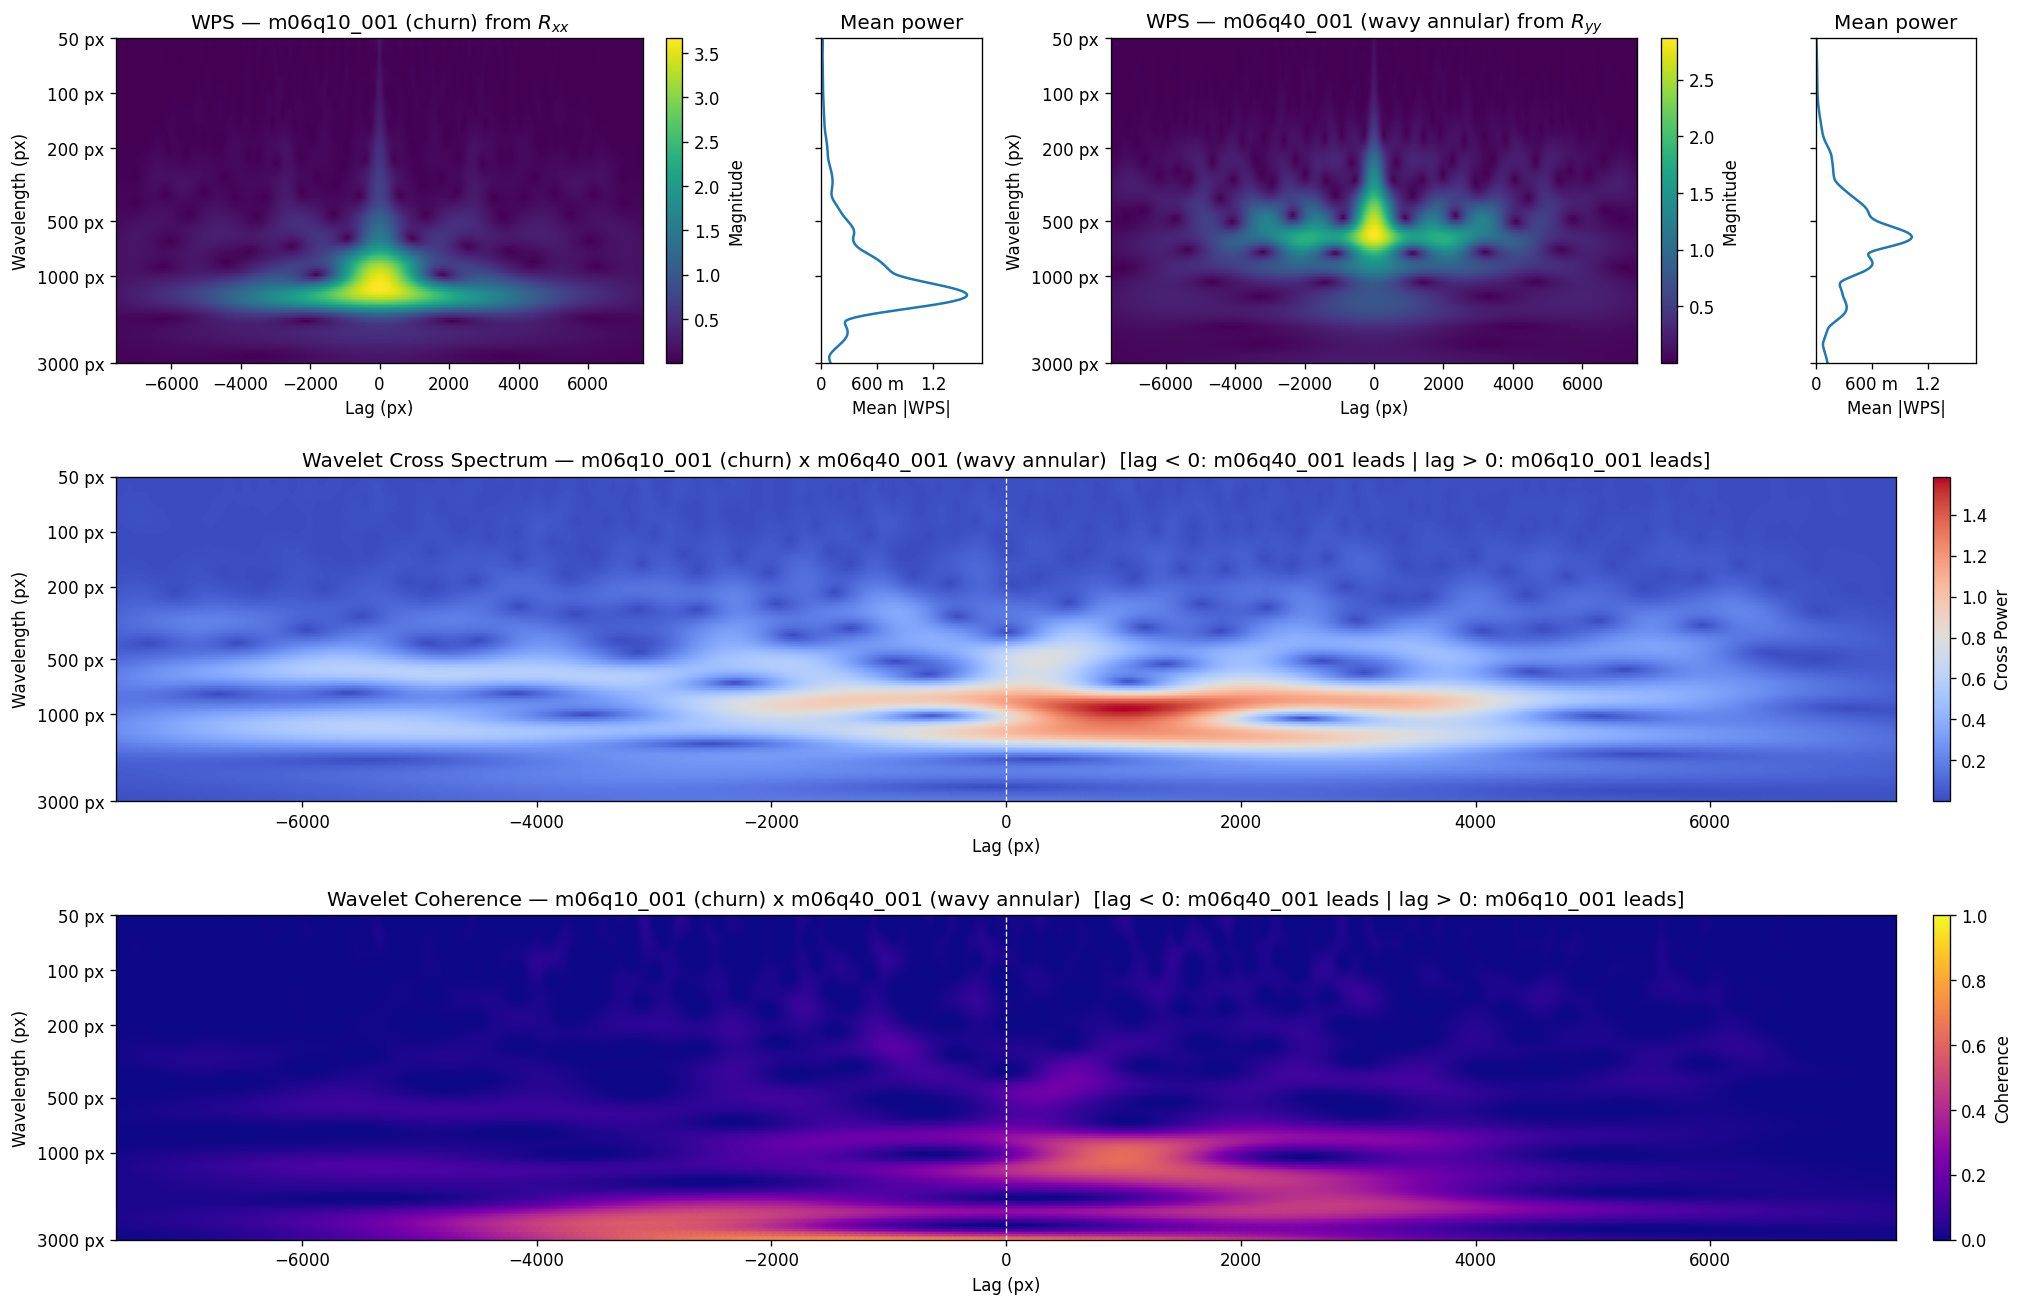 WPS — m06q10_001 (churn) from Rxx
Mean power
WPS — m06q40_001 (wavy annular) from Ryy
Mean power
50 px
100 px
200 px
500 px
1000 px
3000 px
Wavelength (px)
−6000 −4000 −2000 0 2000 4000 6000
Lag (px)
3.5
3.0
2.5
2.0
1.5
1.0
0.5
Magnitude
0 600 m 1.2
Mean |WPS|
50 px
100 px
200 px
500 px
1000 px
3000 px
Wavelength (px)
−6000 −4000 −2000 0 2000 4000 6000
Lag (px)
2.5
2.0
1.5
1.0
0.5
Magnitude
0 600 m 1.2
Mean |WPS|
Wavelet Cross Spectrum — m06q10_001 (churn) x m06q40_001 (wavy annular) [lag < 0: m06q40_001 leads | lag > 0: m06q10_001 leads]
50 px
100 px
200 px
500 px
1000 px
3000 px
Wavelength (px)
−6000 −4000 −2000 0 2000 4000 6000
Lag (px)
1.4
1.2
1.0
0.8
0.6
0.4
0.2
Cross Power
Wavelet Coherence — m06q10_001 (churn) x m06q40_001 (wavy annular) [lag < 0: m06q40_001 leads | lag > 0: m06q10_001 leads]
50 px
100 px
200 px
500 px
1000 px
3000 px
Wavelength (px)
−6000 −4000 −2000 0 2000 4000 6000
Lag (px)
1.0
0.8
0.6
0.4
0.2
0.0
Coherence